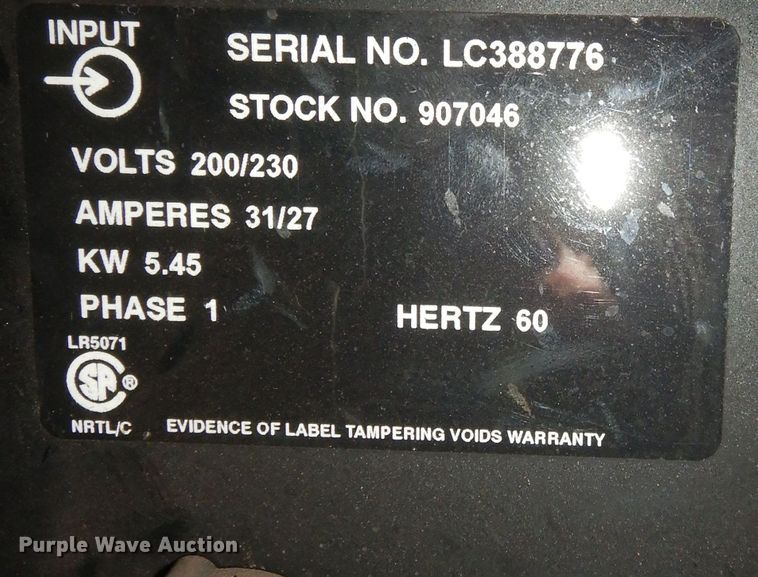 INPUT
SERIAL NO. LC388776
STOCK NO. 907046
VOLTS 200/230
AMPERES 31/27
KW 5.45
PHASE 1 HERTZ 60
LR5071
SP ®
NRTL/C
EVIDENCE OF LABEL TAMPERING VOIDS WARRANTY
Purple Wave Auction